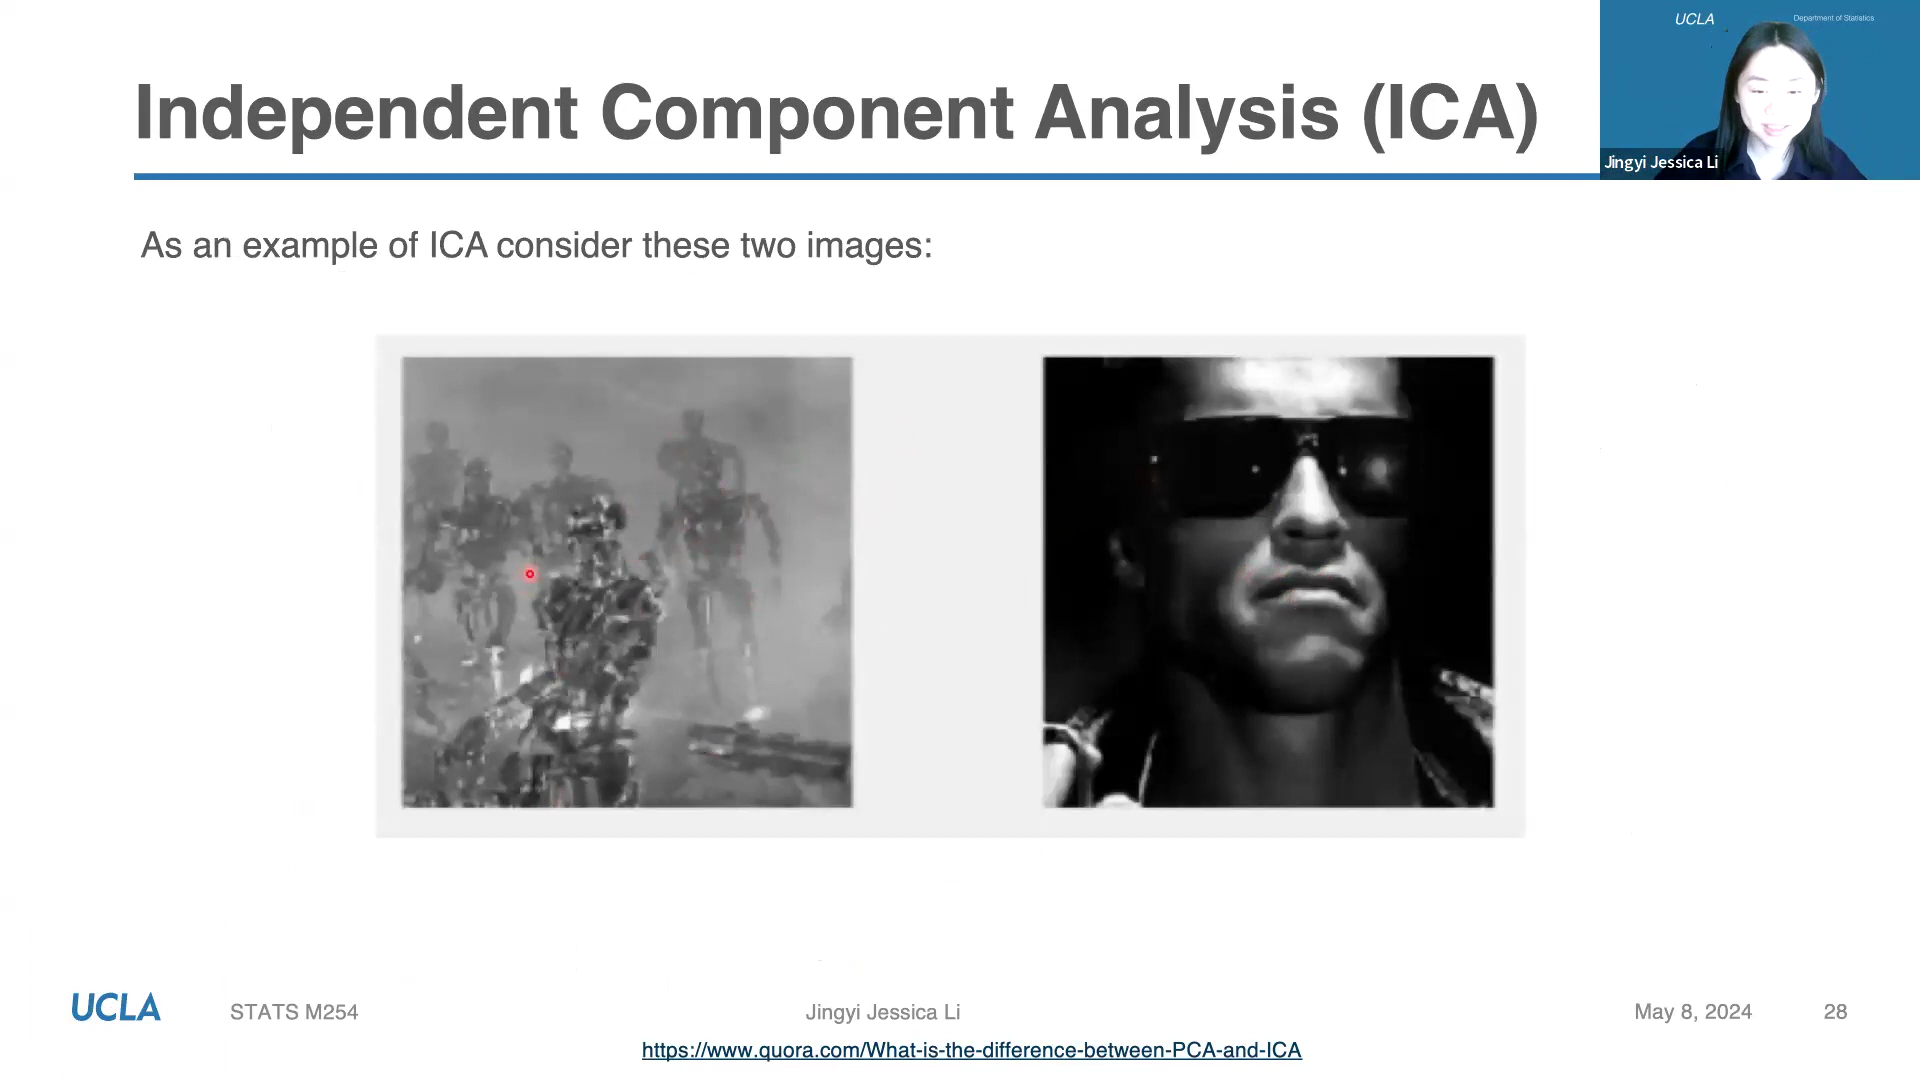 UCLA
Department of Statistics
Independent Component Analysis (ICA)
Jingyi Jessica Li
As an example of ICA consider these two images:
UCLA
STATS M254
Jingyi Jessica Li
May 8, 2024
28
https://www.quora.com/What-is-the-difference-between-PCA-and-ICA